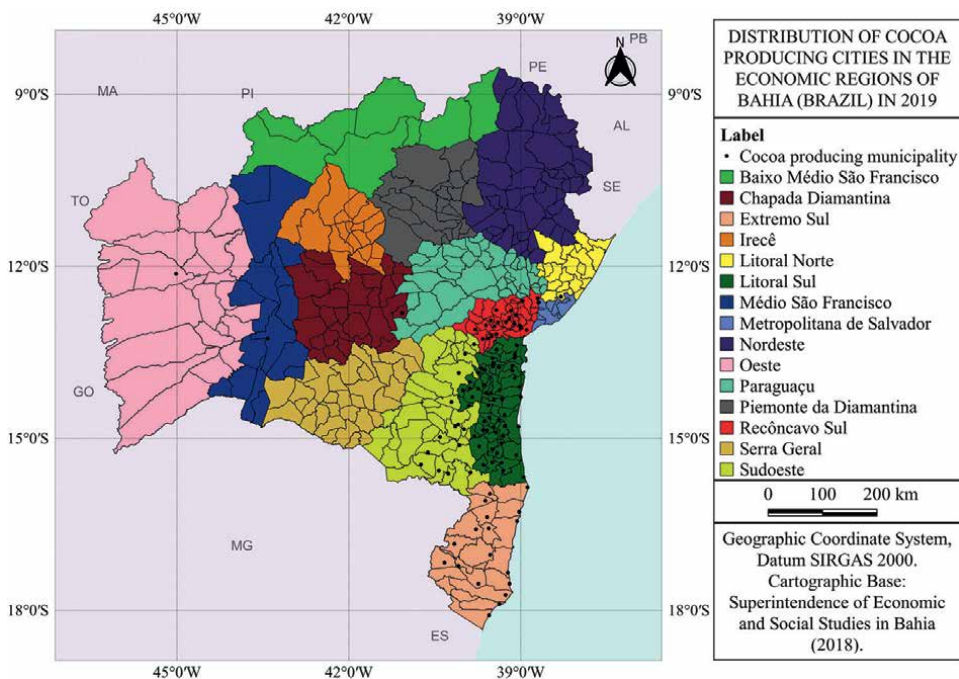 45°0'W 42°0'W 39°0'W
N
PB
PE
MA
PI
AL
SE
TO
GO
MG
ES
9°0'S 9°0'S
12°0'S 12°0'S
15°0'S 15°0'S
18°0'S 18°0'S
45°0'W 42°0'W 39°0'W
DISTRIBUTION OF COCOA
PRODUCING CITIES IN THE
ECONOMIC REGIONS OF
BAHIA (BRAZIL) IN 2019
Label
Cocoa producing municipality
Baixo Médio São Francisco
Chapada Diamantina
Extremo Sul
Irecê
Litoral Norte
Litoral Sul
Médio São Francisco
Metropolitana de Salvador
Nordeste
Oeste
Paraguaçu
Piemonte da Diamantina
Recôncavo Sul
Serra Geral
Sudoeste
0 100 200 km
Geographic Coordinate System,
Datum SIRGAS 2000.
Cartographic Base:
Superintendence of Economic
and Social Studies in Bahia
(2018).